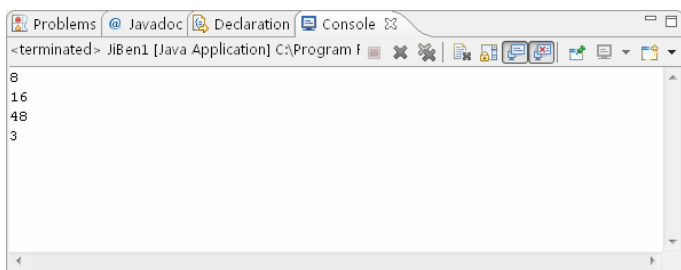 Problems @ Javadoc Declaration Console
<terminated> JiBen1 [Java Application] C:\Program F
8
16
48
3